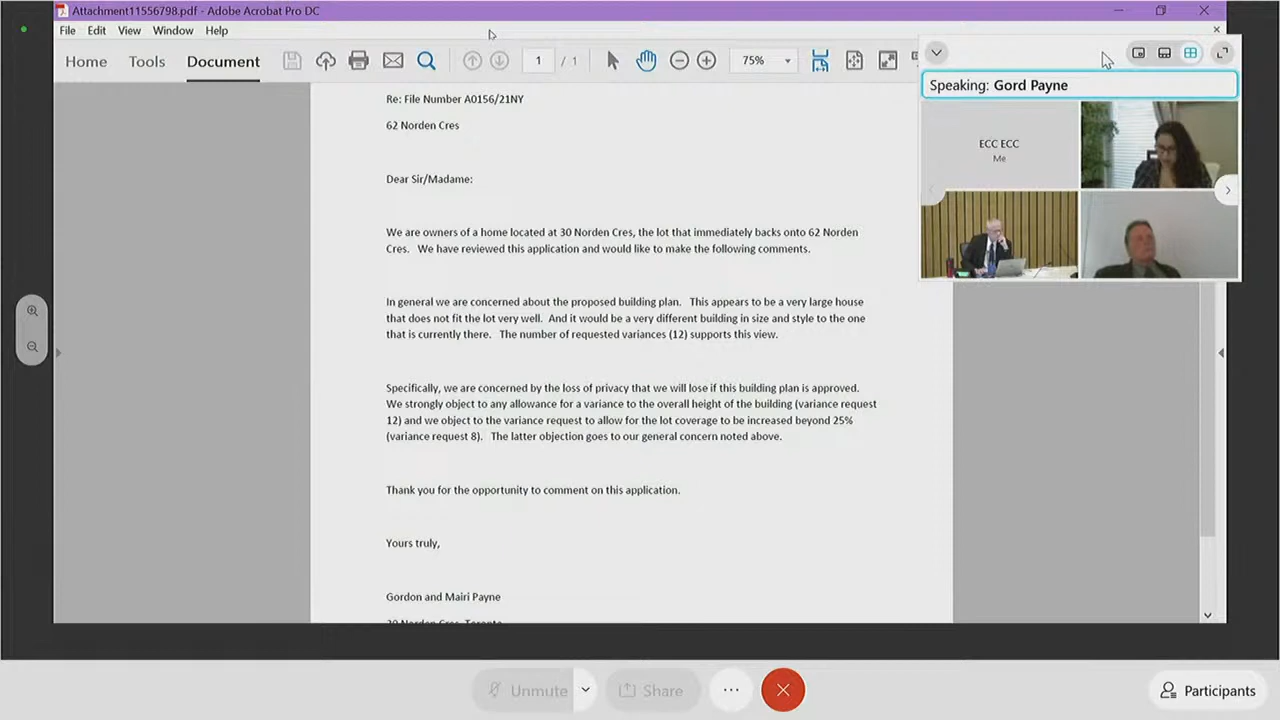 Attachment11556798.pdf - Adobe Acrobat Pro DC
File Edit View Window Help
Home Tools Document
1 / 1
75%
Speaking: Gord Payne
ECC ECC
Me
Re: File Number A0156/21NY
62 Norden Cres
Dear Sir/Madame:
We are owners of a home located at 30 Norden Cres, the lot that immediately backs onto 62 Norden
Cres. We have reviewed this application and would like to make the following comments.
In general we are concerned about the proposed building plan. This appears to be a very large house
that does not fit the lot very well. And it would be a very different building in size and style to the one
that is currently there. The number of requested variances (12) supports this view.
Specifically, we are concerned by the loss of privacy that we will lose if this building plan is approved.
We strongly object to any allowance for a variance to the overall height of the building (variance request
12) and we object to the variance request to allow for the lot coverage to be increased beyond 25%
(variance request 8). The latter objection goes to our general concern noted above.
Thank you for the opportunity to comment on this application.
Yours truly,
Gordon and Mairi Payne
30 Norden Cres, Toronto
Unmute
Share
Participants